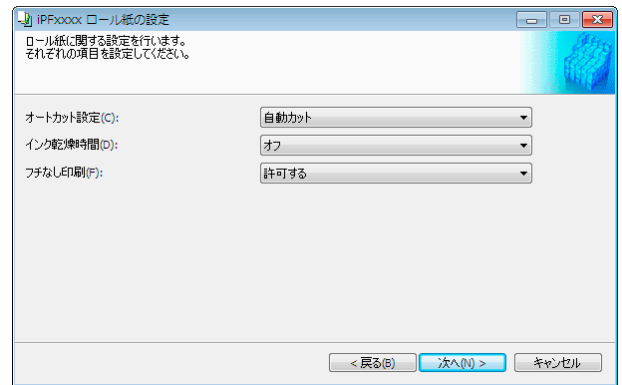 iPFxxxx ロール紙の設定
ロール紙に関する設定を行います。
それぞれの項目を設定してください。
オートカット設定(C): 自動カット
インク乾燥時間(D): オフ
フチなし印刷(F): 許可する
< 戻る(B) 次へ(N) > キャンセル